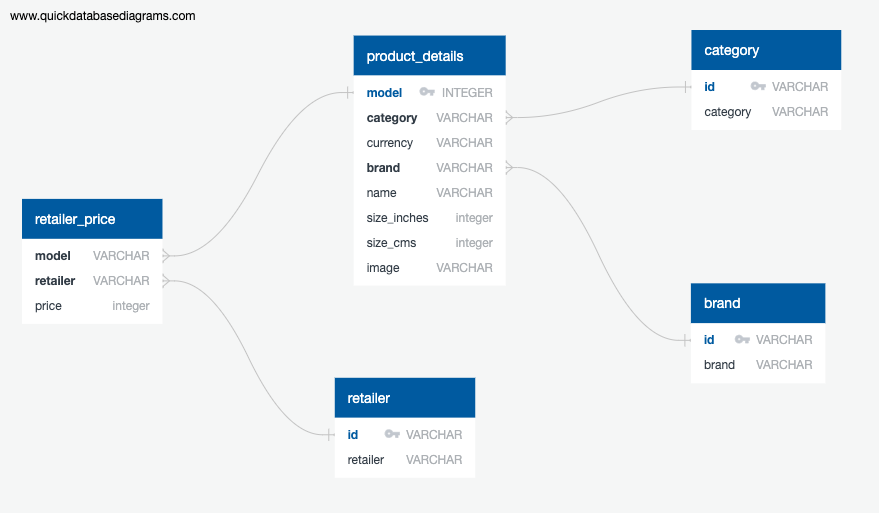 www.quickdatabasediagrams.com
product_details
model INTEGER
category VARCHAR
currency VARCHAR
brand VARCHAR
name VARCHAR
size_inches integer
size_cms integer
image VARCHAR
category
id VARCHAR
category VARCHAR
retailer_price
model VARCHAR
retailer VARCHAR
price integer
brand
id VARCHAR
brand VARCHAR
retailer
id VARCHAR
retailer VARCHAR